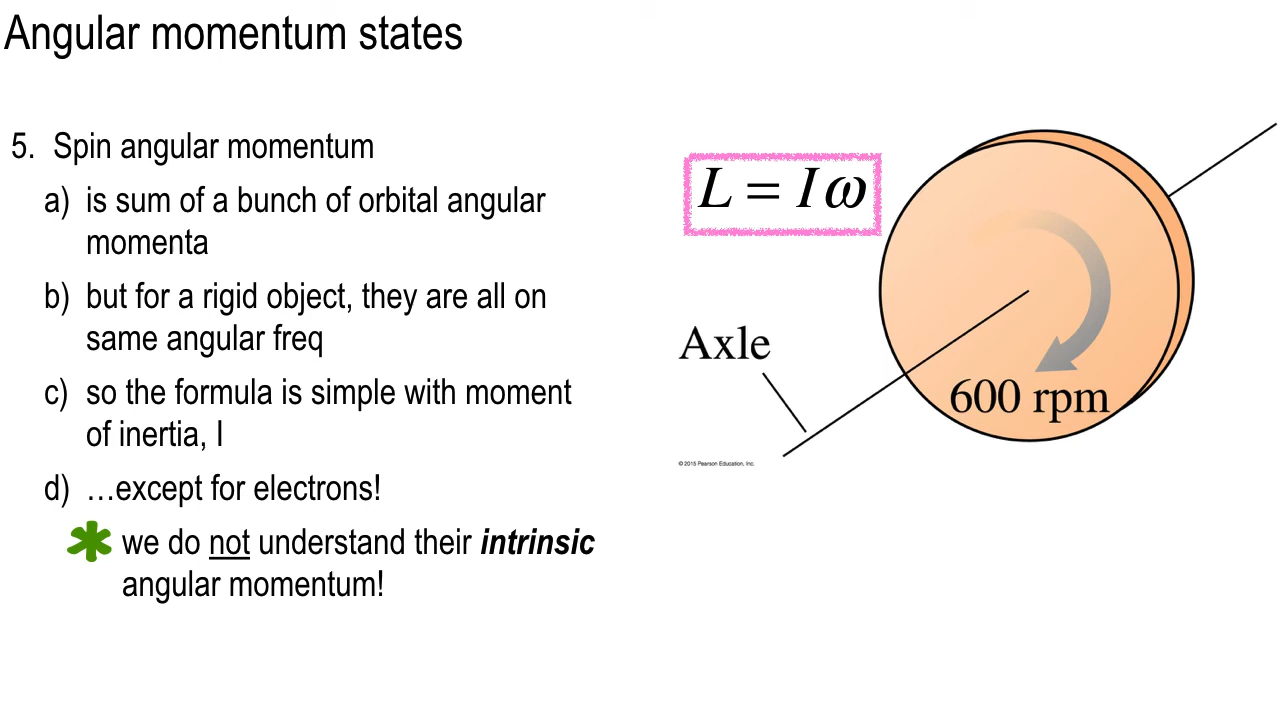 Angular momentum states
5. Spin angular momentum
a) is sum of a bunch of orbital angular
momenta
b) but for a rigid object, they are all on
same angular freq
c) so the formula is simple with moment
of inertia, I
d) …except for electrons!
we do not understand their intrinsic
angular momentum!
L = I ω
Axle
600 rpm
© 2015 Pearson Education, Inc.